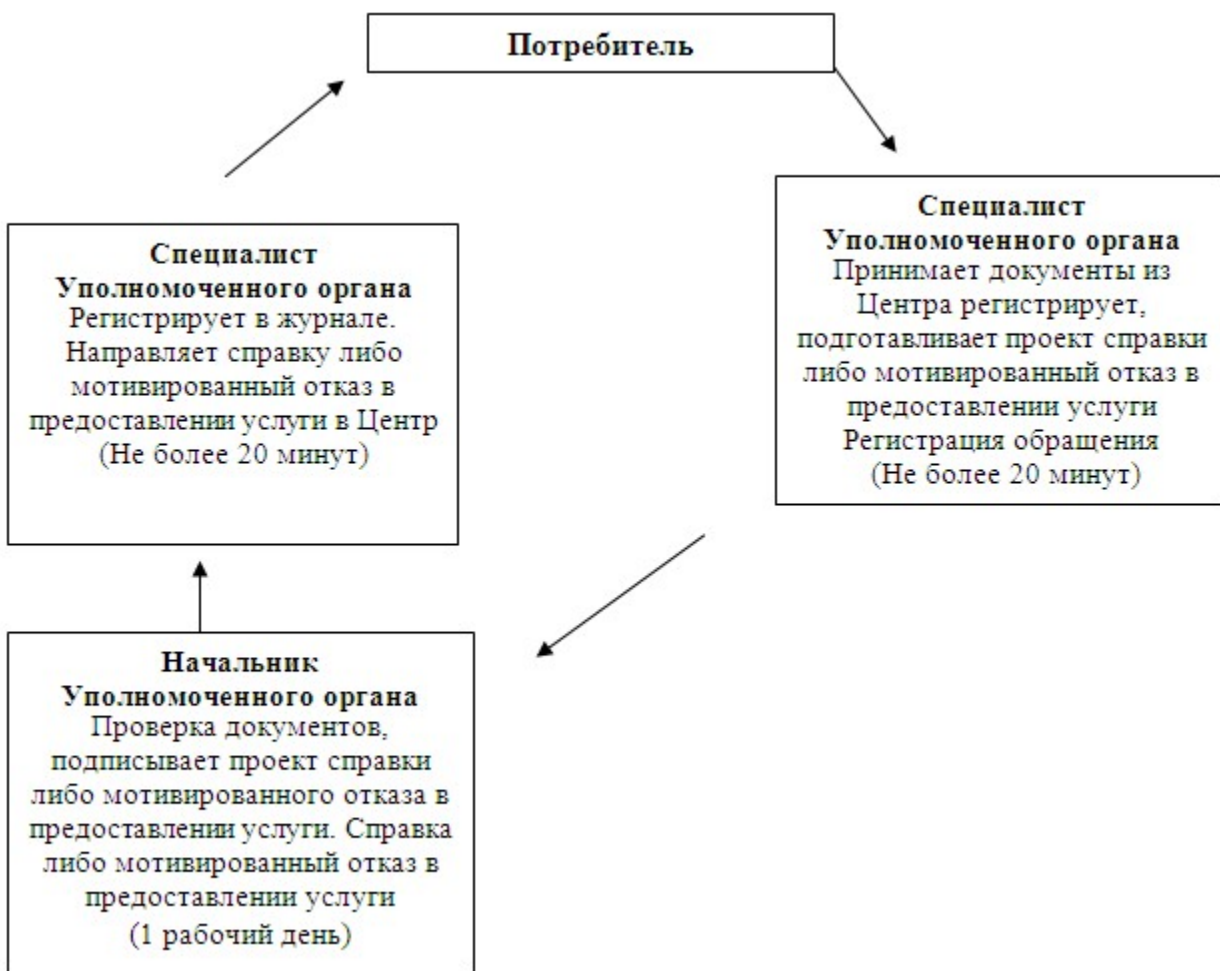 Потребитель
Специалист
Уполномоченного органа
Принимает документы из
Центра регистрирует,
подготавливает проект справки
либо мотивированный отказ в
предоставлении услуги
Регистрация обращения
(Не более 20 минут)
Специалист
Уполномоченного органа
Регистрирует в журнале.
Направляет справку либо
мотивированный отказ в
предоставлении услуги в Центр
(Не более 20 минут)
Начальник
Уполномоченного органа
Проверка документов,
подписывает проект справки
либо мотивированного отказа в
предоставлении услуги. Справка
либо мотивированный отказ в
предоставлении услуги
(1 рабочий день)